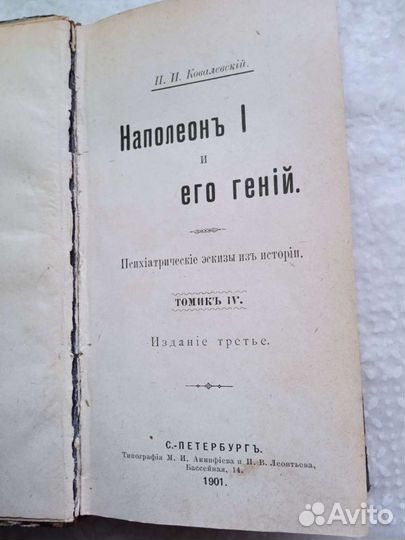 П. И. Ковалевскій.
Наполеонъ I
и
его геній.
Психіатрическіе эскизы изъ исторіи.
ТОМИКЪ IV.
Изданіе третье.
С.-ПЕТЕРБУРГЪ.
Типографія М. И. Акинфіева и И. В. Леонтьева,
Бассейная, 14.
1901.
Avito